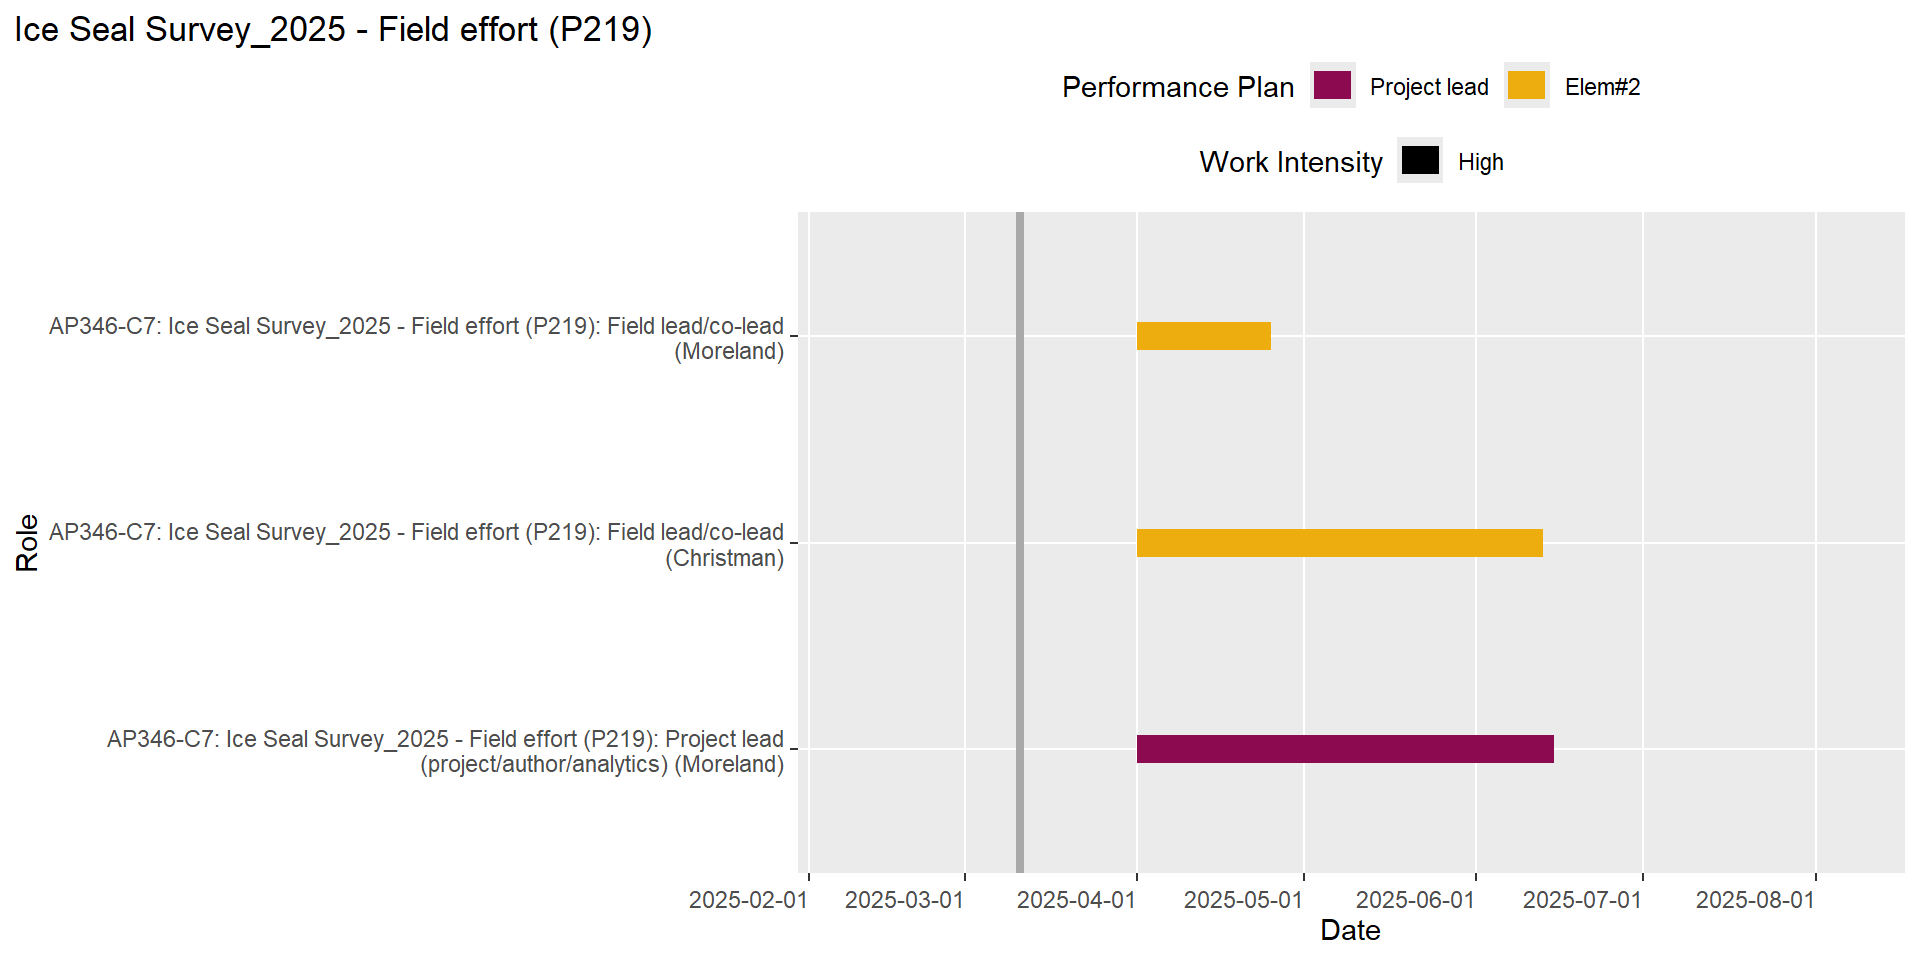 Ice Seal Survey_2025 - Field effort (P219)
Performance Plan Project lead Elem#2
Work Intensity High
AP346-C7: Ice Seal Survey_2025 - Field effort (P219): Field lead/co-lead
(Moreland)
Role
AP346-C7: Ice Seal Survey_2025 - Field effort (P219): Field lead/co-lead
(Christman)
AP346-C7: Ice Seal Survey_2025 - Field effort (P219): Project lead
(project/author/analytics) (Moreland)
2025-02-01 2025-03-01 2025-04-01 2025-05-01 2025-06-01 2025-07-01 2025-08-01
Date